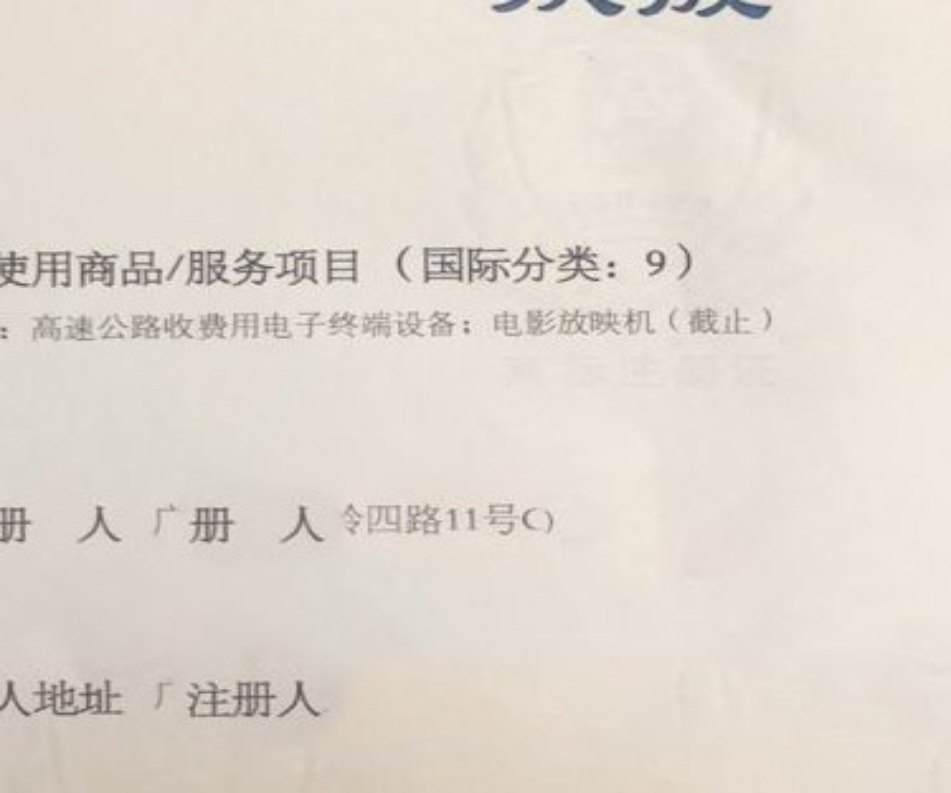 使用商品/服务项目（国际分类：9）
：高速公路收费用电子终端设备；电影放映机（截止）
册 人 册 人 四路11号C)
人地址 注册人